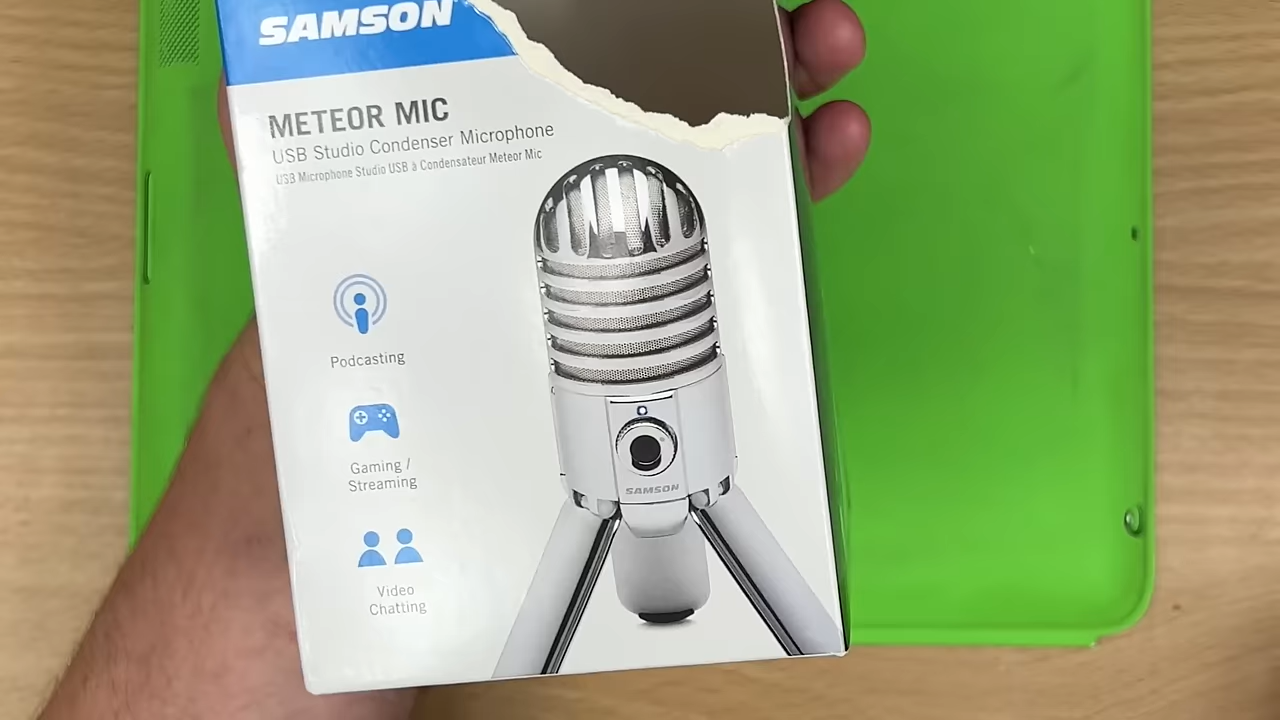 SAMSON
METEOR MIC
USB Studio Condenser Microphone
USB Microphone Studio USB à Condensateur Meteor Mic
Podcasting
Gaming /
Streaming
Video
Chatting
SAMSON